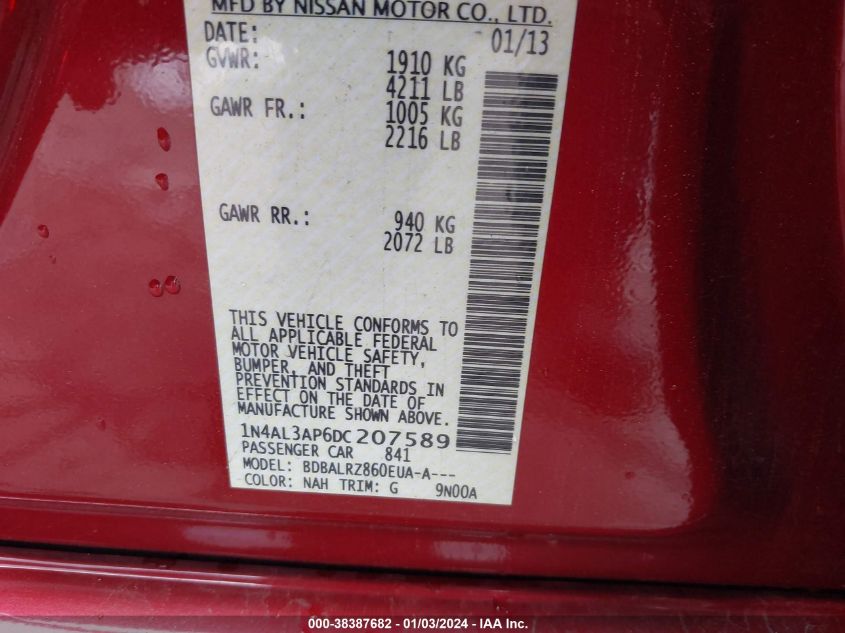 MFD BY NISSAN MOTOR CO., LTD.
DATE: 01/13
GVWR: 1910 KG
4211 LB
GAWR FR.: 1005 KG
2216 LB
GAWR RR.: 940 KG
2072 LB
THIS VEHICLE CONFORMS TO
ALL APPLICABLE FEDERAL
MOTOR VEHICLE SAFETY,
BUMPER, AND THEFT
PREVENTION STANDARDS IN
EFFECT ON THE DATE OF
MANUFACTURE SHOWN ABOVE.
1N4AL3AP6DC207589
PASSENGER CAR 841
MODEL: BDBALRZ860EUA-A---
COLOR: NAH TRIM: G 9N00A
000-38387682 - 01/03/2024 - IAA Inc.